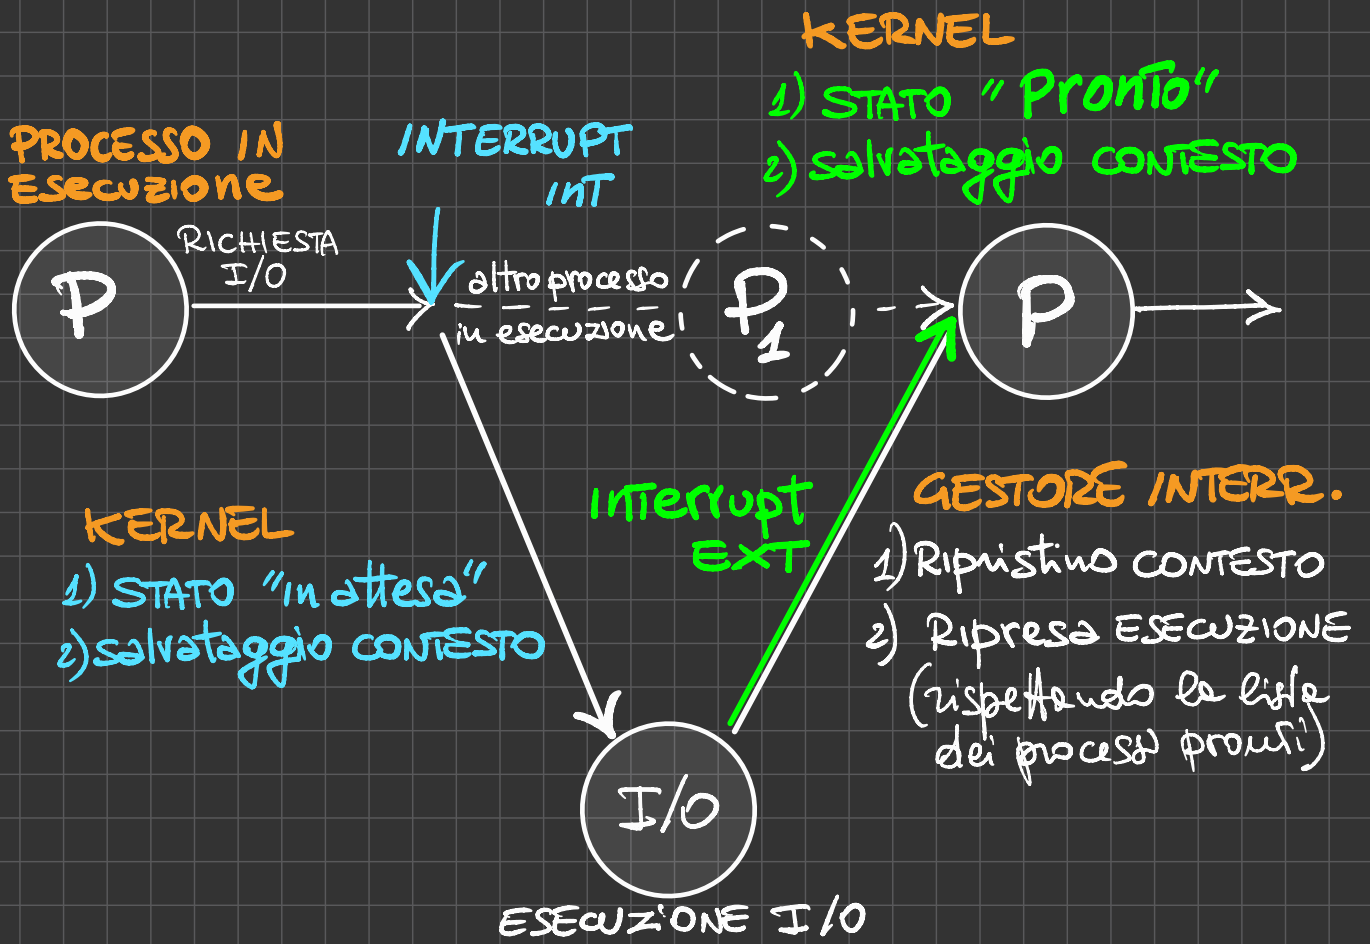 KERNEL
1) STATO "Pronto"
2) salvataggio CONTESTO
PROCESSO IN
Esecuzione
INTERRUPT
inT
RICHIESTA
I/O
P
altro processo
in esecuzione
P1
P
Interrupt
EXT
KERNEL
1) STATO "in attesa"
2) salvataggio CONTESTO
GESTORE INTERR.
1) Ripristino CONTESTO
2) Ripresa ESECUZIONE
(rispettando la lista
dei processi pronti)
I/O
ESECUZIONE I/O